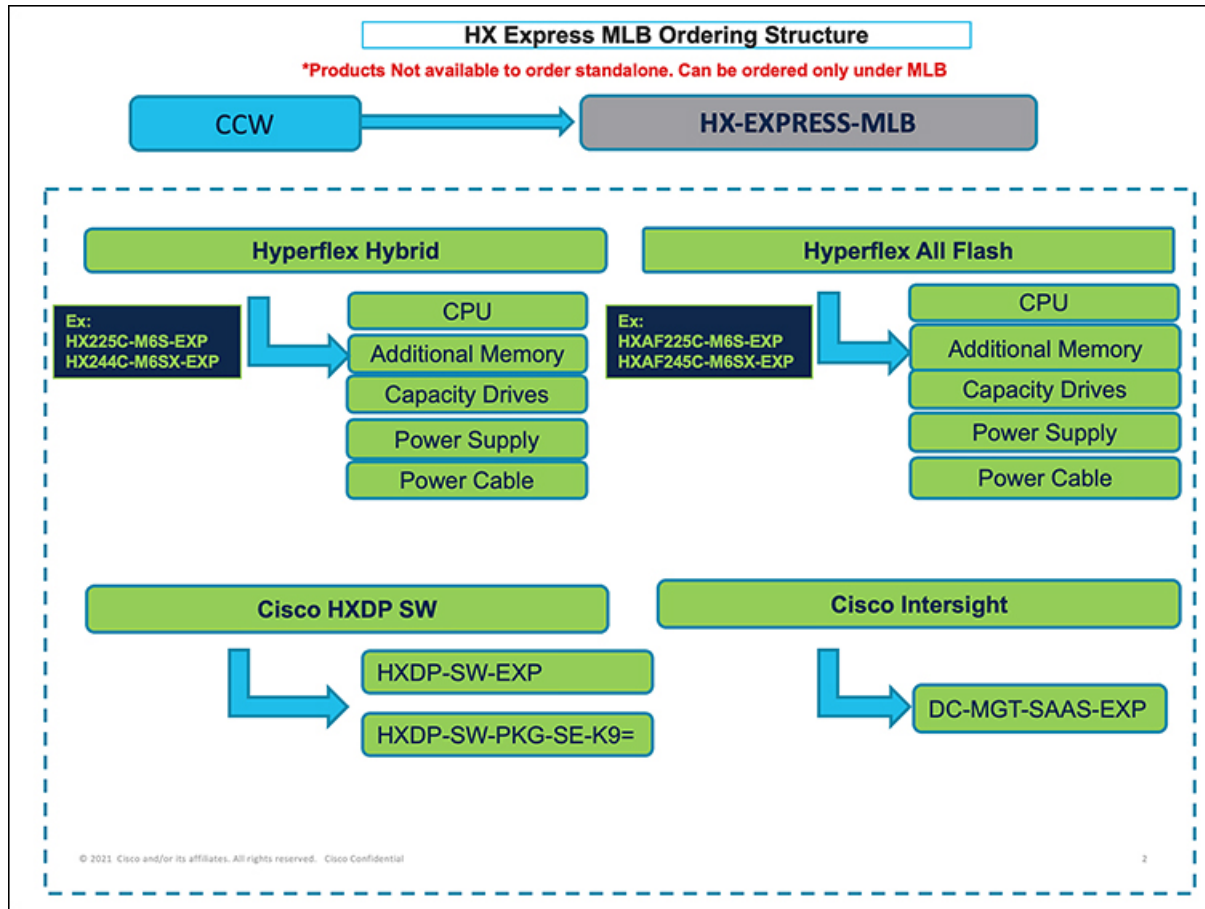 HX Express MLB Ordering Structure
*Products Not available to order standalone. Can be ordered only under MLB
CCW
HX-EXPRESS-MLB
Hyperflex Hybrid
Ex:
HX225C-M6S-EXP
HX244C-M6SX-EXP
CPU
Additional Memory
Capacity Drives
Power Supply
Power Cable
Hyperflex All Flash
Ex:
HXAF225C-M6S-EXP
HXAF245C-M6SX-EXP
CPU
Additional Memory
Capacity Drives
Power Supply
Power Cable
Cisco HXDP SW
HXDP-SW-EXP
HXDP-SW-PKG-SE-K9=
Cisco Intersight
DC-MGT-SAAS-EXP
© 2021 Cisco and/or its affiliates. All rights reserved. Cisco Confidential
2